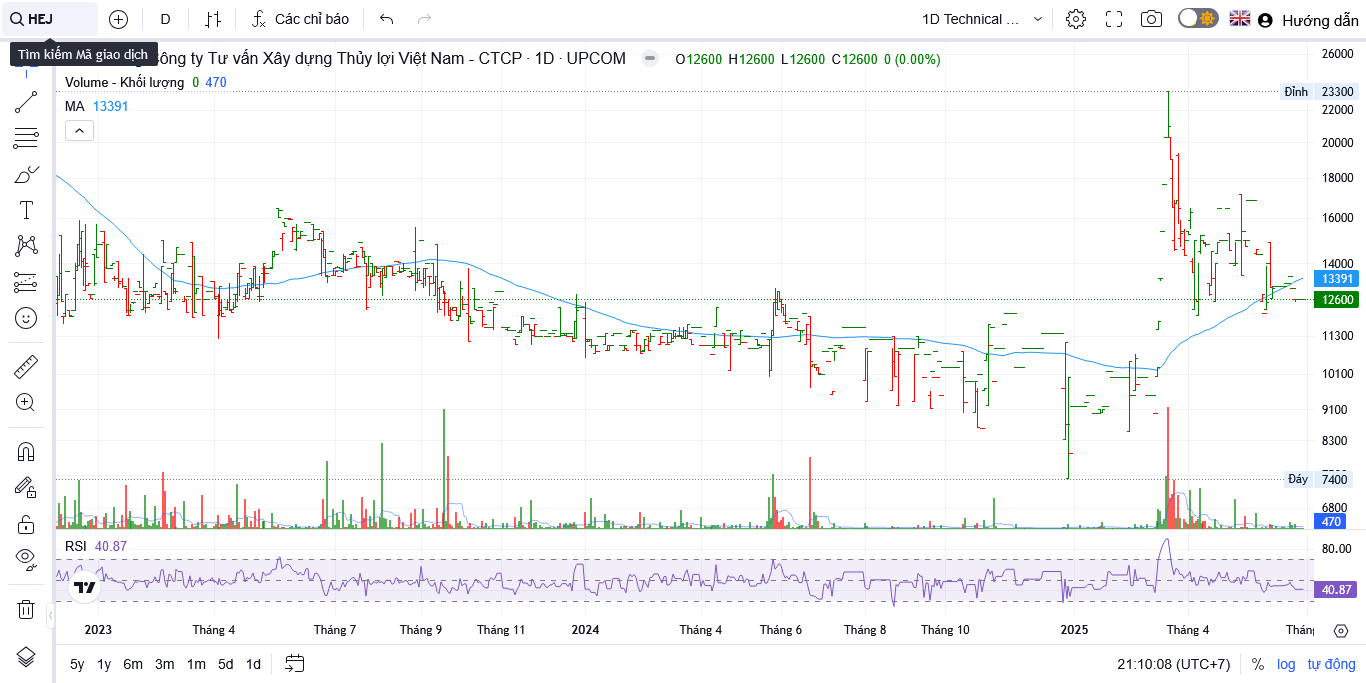 HEJ
D
Các chỉ báo
1D Technical ...
Hướng dẫn
Tìm kiếm Mã giao dịch
Công ty Tư vấn Xây dựng Thủy lợi Việt Nam - CTCP · 1D · UPCOM
O12600 H12600 L12600 C12600 0 (0.00%)
Volume - Khối lượng 0 470
MA 13391
26000
Đỉnh 23300
22000
20000
18000
16000
14000
13391
12600
11300
10100
9100
8300
Đáy 7400
6800
470
RSI 40.87
80.00
40.87
2023 Tháng 4 Tháng 7 Tháng 9 Tháng 11 2024 Tháng 4 Tháng 6 Tháng 8 Tháng 10 2025 Tháng 4 Tháng
5y 1y 6m 3m 1m 5d 1d
21:10:08 (UTC+7) % log tự động